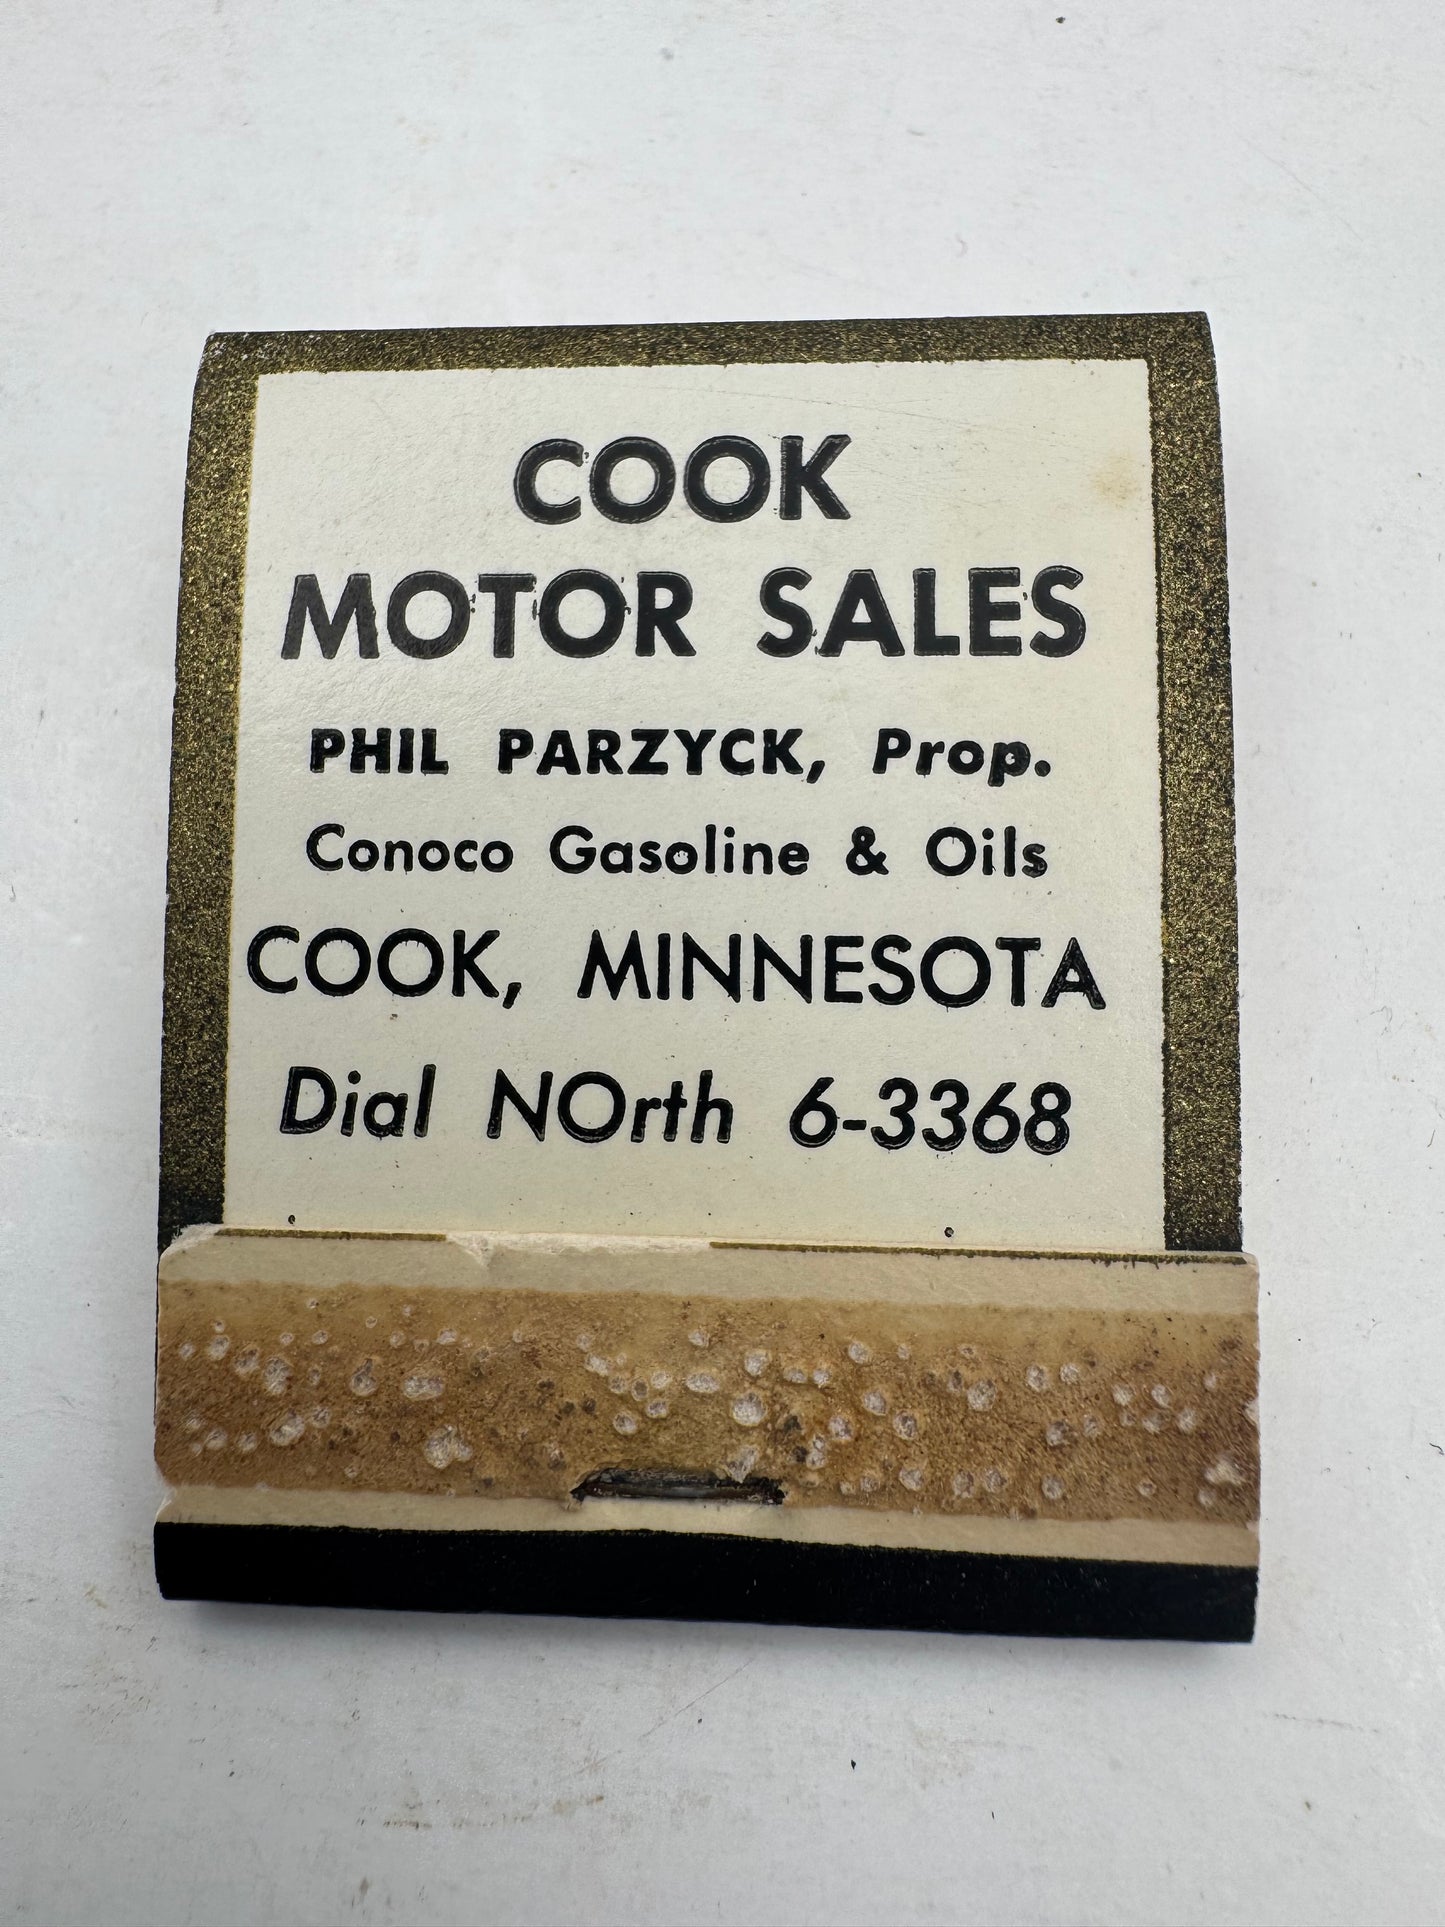 COOK
MOTOR SALES
PHIL PARZYCK, Prop.
Conoco Gasoline & Oils
COOK, MINNESOTA
Dial NOrth 6-3368